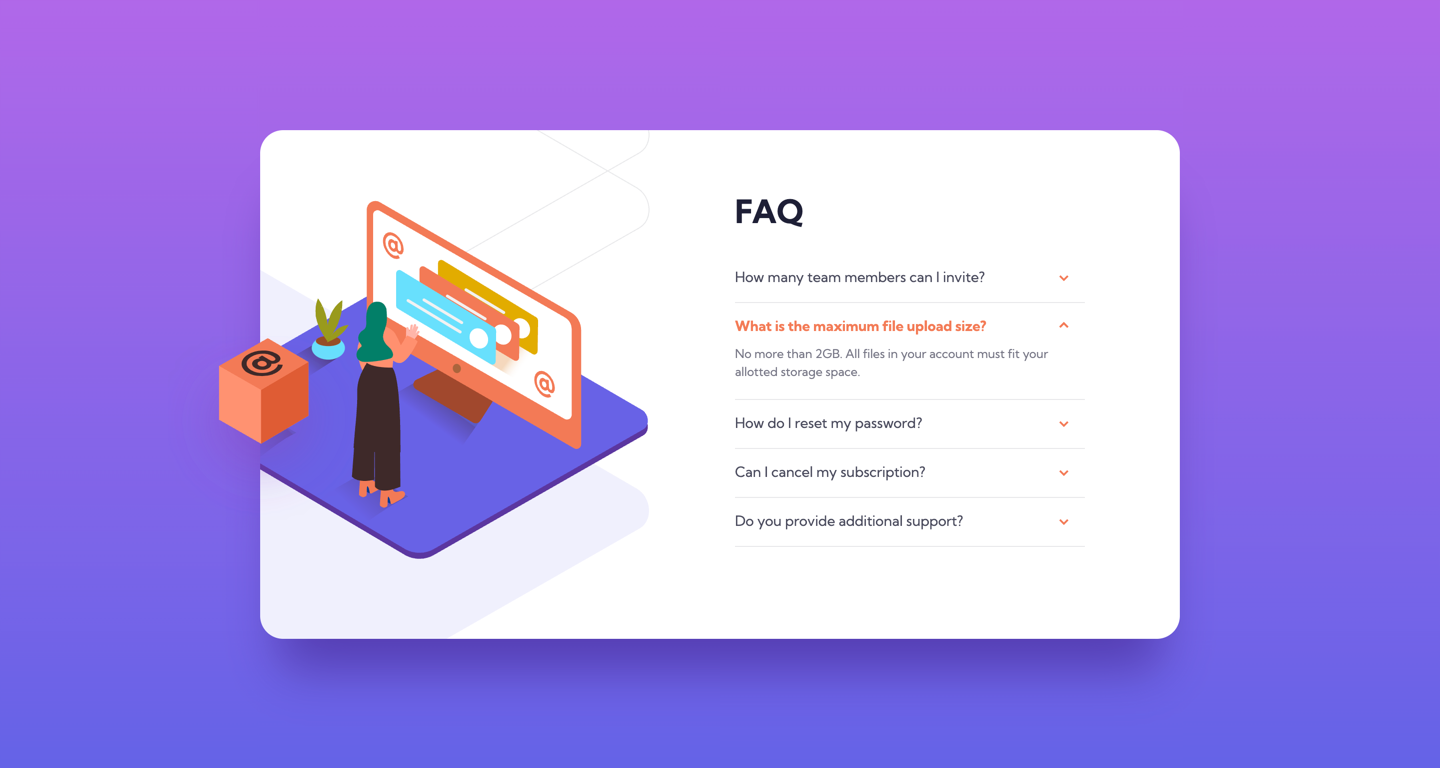 FAQ
How many team members can I invite?
What is the maximum file upload size?
No more than 2GB. All files in your account must fit your
allotted storage space.
How do I reset my password?
Can I cancel my subscription?
Do you provide additional support?
@
@
@